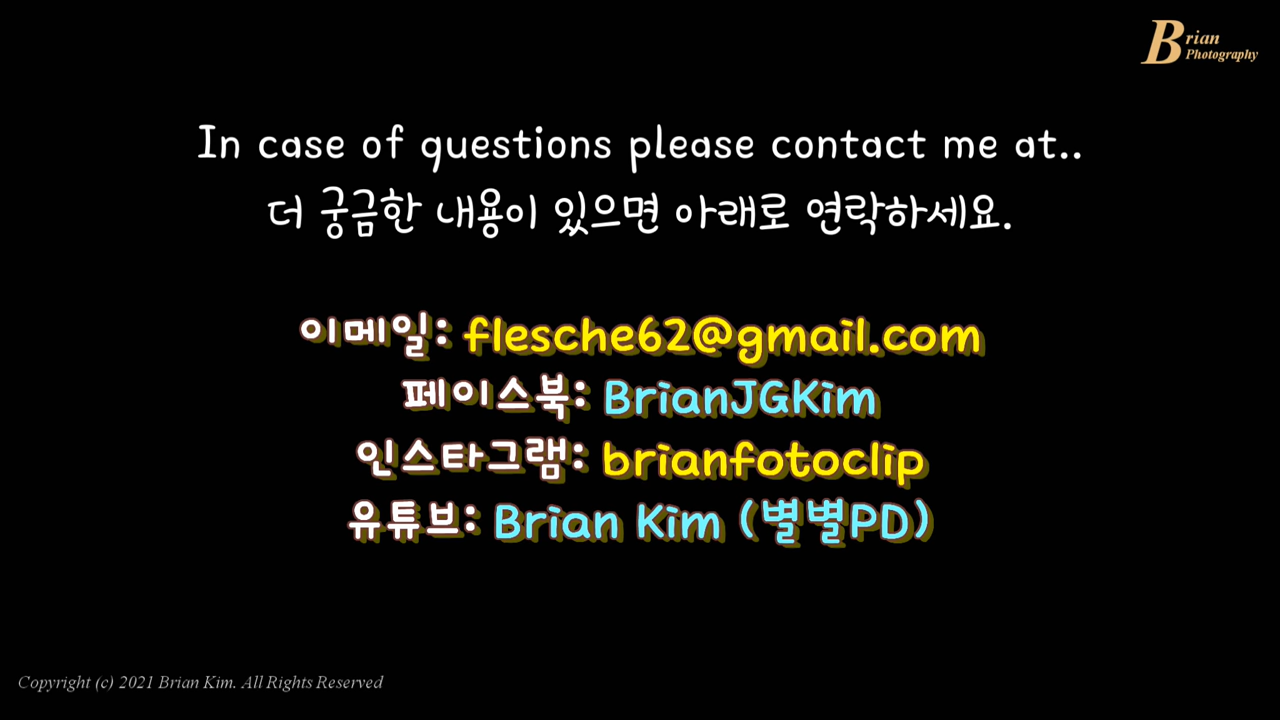 Brian
Photography
In case of questions please contact me at..
더 궁금한 내용이 있으면 아래로 연락하세요.
이메일: flesche62@gmail.com
페이스북: BrianJGKim
인스타그램: brianfotoclip
유튜브: Brian Kim (별별PD)
Copyright (c) 2021 Brian Kim. All Rights Reserved